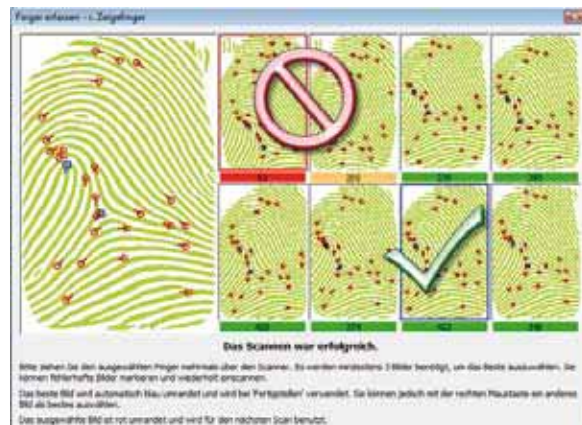 Finger erfassen - r. Zeigefinger
Das Scannen war erfolgreich.
Bitte ziehen Sie den ausgewählten Finger mehrmals über den Scanner. Es werden mindestens 3 Bilder benötigt, um das Beste auszuwählen. Sie
können fehlerhafte Bilder markieren und wiederholt einscannen.
Das beste Bild wird automatisch blau umrandet und wird bei 'Fertigstellen' verwendet. Sie können jedoch mit der rechten Maustaste ein anderes
Bild als bestes auswählen.
Das ausgewählte Bild ist rot umrandet und wird für den nächsten Scan benutzt.